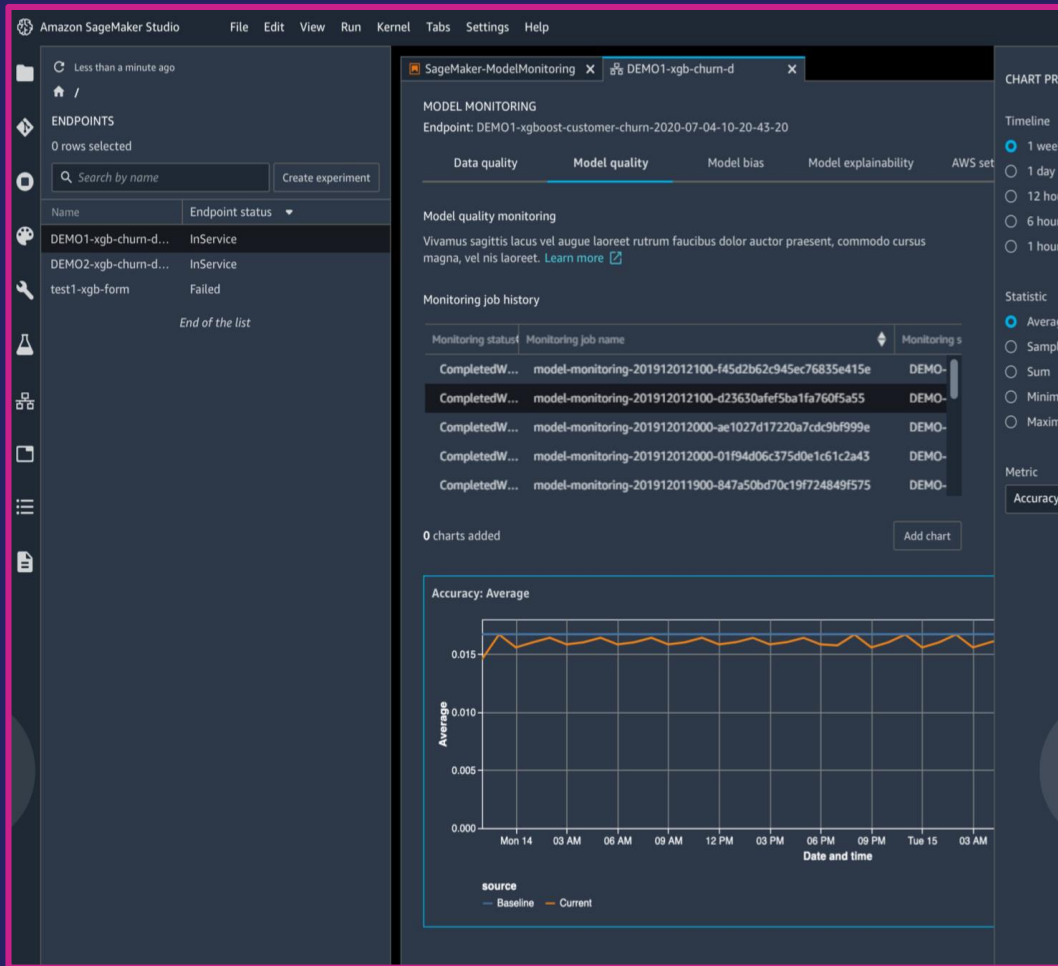 Amazon SageMaker Studio File Edit View Run Kernel Tabs Settings Help
Less than a minute ago
/
ENDPOINTS
0 rows selected
Search by name Create experiment
Name Endpoint status
DEMO1-xgb-churn-d... InService
DEMO2-xgb-churn-d... InService
test1-xgb-form Failed
End of the list
SageMaker-ModelMonitoring X DEMO1-xgb-churn-d X
MODEL MONITORING
Endpoint: DEMO1-xgboost-customer-churn-2020-07-04-10-20-43-20
Data quality Model quality Model bias Model explainability AWS set
Model quality monitoring
Vivamus sagittis lacus vel augue laoreet rutrum faucibus dolor auctor praesent, commodo cursus
magna, vel nis laoreet. Learn more
Monitoring job history
Monitoring status Monitoring job name Monitoring s
CompletedW... model-monitoring-201912012100-f45d2b62c945ec76835e415e DEMO-
CompletedW... model-monitoring-201912012100-d23630afef5ba1fa760f5a55 DEMO-
CompletedW... model-monitoring-201912012000-ae1027d17220a7cdc9bf999e DEMO-
CompletedW... model-monitoring-201912012000-01f94d06c375d0e1c61c2a43 DEMO-
CompletedW... model-monitoring-201912011900-847a50bd70c19f724849f575 DEMO-
0 charts added Add chart
Accuracy: Average
0.015
0.010
0.005
0.000
Average
Mon 14 03 AM 06 AM 09 AM 12 PM 03 PM 06 PM 09 PM Tue 15 03 AM
Date and time
source
Baseline Current
CHART PR
Timeline
1 wee
1 day
12 hou
6 hour
1 hour
Statistic
Averag
Sampl
Sum
Minim
Maxim
Metric
Accuracy